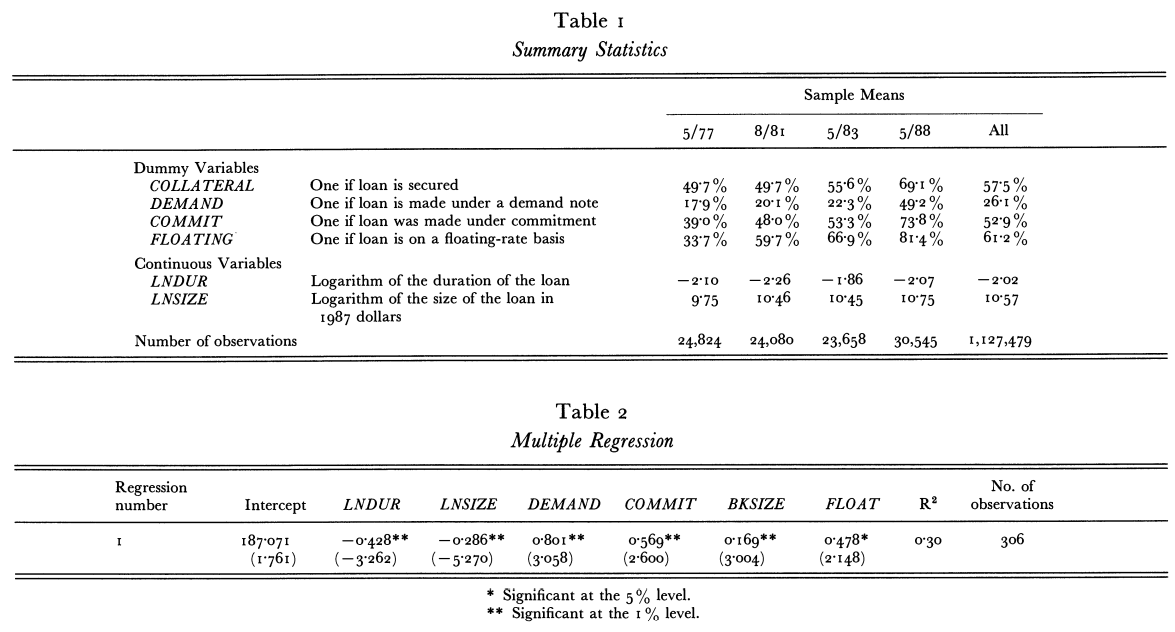 Table 1
Summary Statistics
Sample Means
5/77 8/81 5/83 5/88 All
Dummy Variables
COLLATERAL One if loan is secured 49·7% 49·7% 55·6% 69·1% 57·5%
DEMAND One if loan is made under a demand note 17·9% 20·1% 22·3% 49·2% 26·1%
COMMIT One if loan was made under commitment 39·0% 48·0% 53·3% 73·8% 52·9%
FLOATING One if loan is on a floating-rate basis 33·7% 59·7% 66·9% 81·4% 61·2%
Continuous Variables
LNDUR Logarithm of the duration of the loan −2·10 −2·26 −1·86 −2·07 −2·02
LNSIZE Logarithm of the size of the loan in 9·75 10·46 10·45 10·75 10·57
1987 dollars
Number of observations 24,824 24,080 23,658 30,545 1,127,479
Table 2
Multiple Regression
Regression No. of
number Intercept LNDUR LNSIZE DEMAND COMMIT BKSIZE FLOAT R² observations
1 187·071 −0·428** −0·286** 0·801** 0·569** 0·169** 0·478* 0·30 306
(1·761) (−3·262) (−5·270) (3·058) (2·600) (3·004) (2·148)
* Significant at the 5% level.
** Significant at the 1% level.